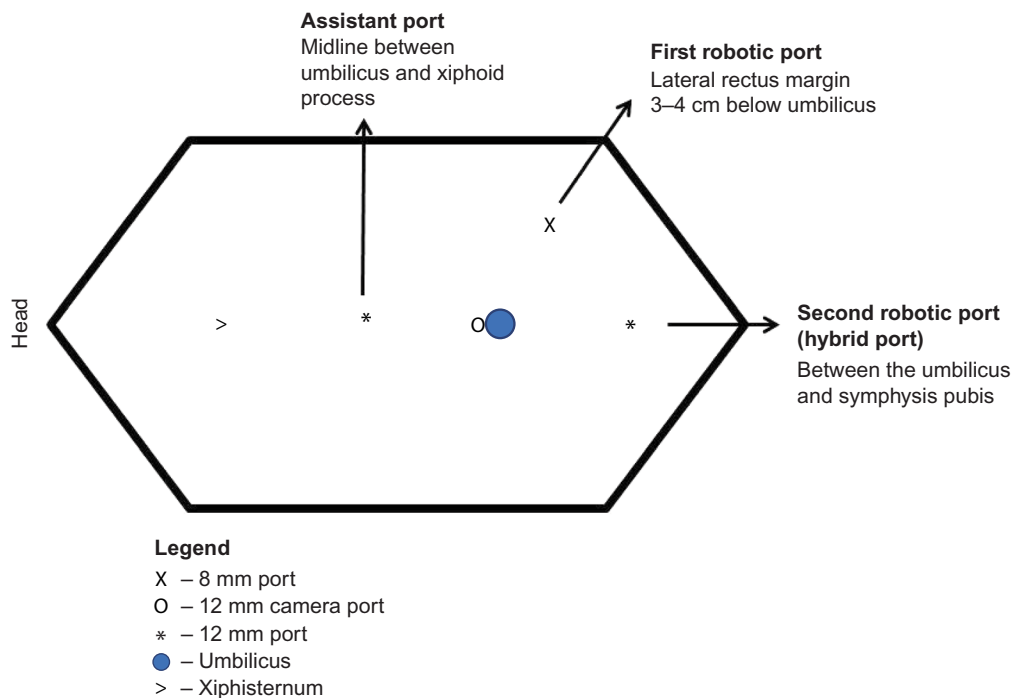 Assistant port
Midline between
umbilicus and xiphoid
process
First robotic port
Lateral rectus margin
3–4 cm below umbilicus
X
Head
>
*
O
*
Second robotic port
(hybrid port)
Between the umbilicus
and symphysis pubis
Legend
X – 8 mm port
O – 12 mm camera port
* – 12 mm port
– Umbilicus
> – Xiphisternum